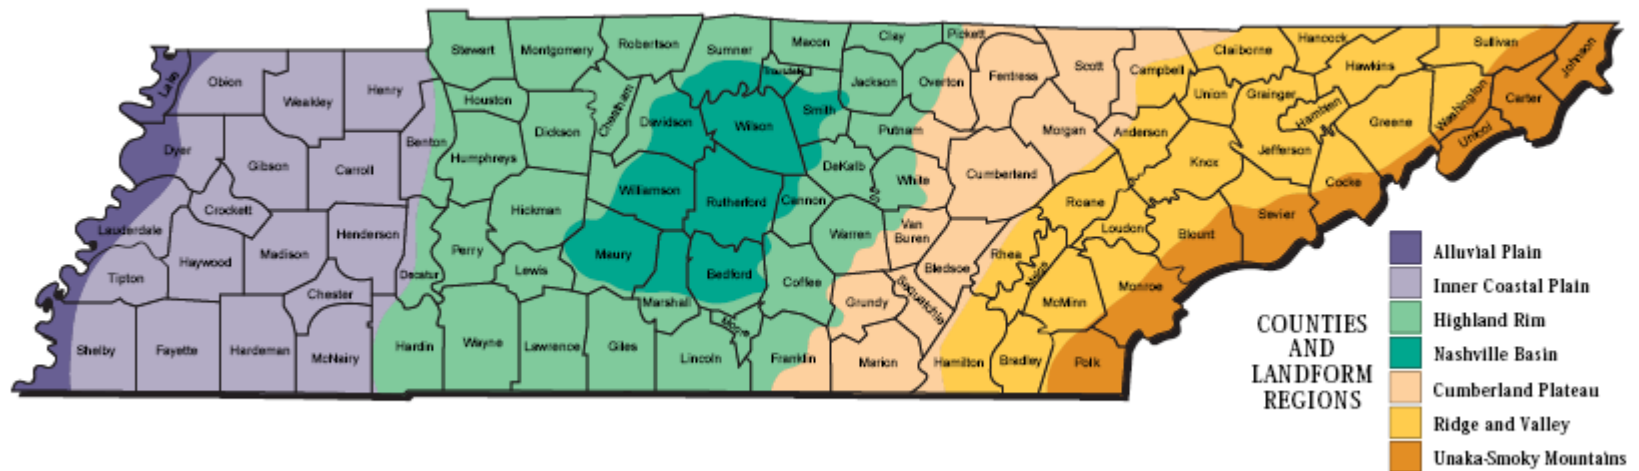 Stewart
Montgomery
Robertson
Sumner
Macon
Clay
Pickett
Scott
Campbell
Claiborne
Hancock
Hawkins
Sullivan
Johnson
Lake
Obion
Weakley
Henry
Houston
Dickson
Cheatham
Davidson
Wilson
Smith
Jackson
Overton
Fentress
Morgan
Anderson
Union
Grainger
Hamblen
Greene
Washington
Carter
Unicoi
Dyer
Gibson
Carroll
Benton
Humphreys
Putnam
DeKalb
White
Cumberland
Knox
Jefferson
Cocke
Sevier
Crockett
Lauderdale
Haywood
Madison
Henderson
Decatur
Perry
Hickman
Williamson
Rutherford
Cannon
Warren
Van
Buren
Roane
Loudon
Blount
Tipton
Chester
Lewis
Maury
Bedford
Marshall
Coffee
Grundy
Bledsoe
Sequatchie
Rhea
Meigs
McMinn
Monroe
Shelby
Fayette
Hardeman
McNairy
Hardin
Wayne
Lawrence
Giles
Lincoln
Moore
Franklin
Marion
Hamilton
Bradley
Polk
COUNTIES
AND
LANDFORM
REGIONS
Alluvial Plain
Inner Coastal Plain
Highland Rim
Nashville Basin
Cumberland Plateau
Ridge and Valley
Unaka-Smoky Mountains